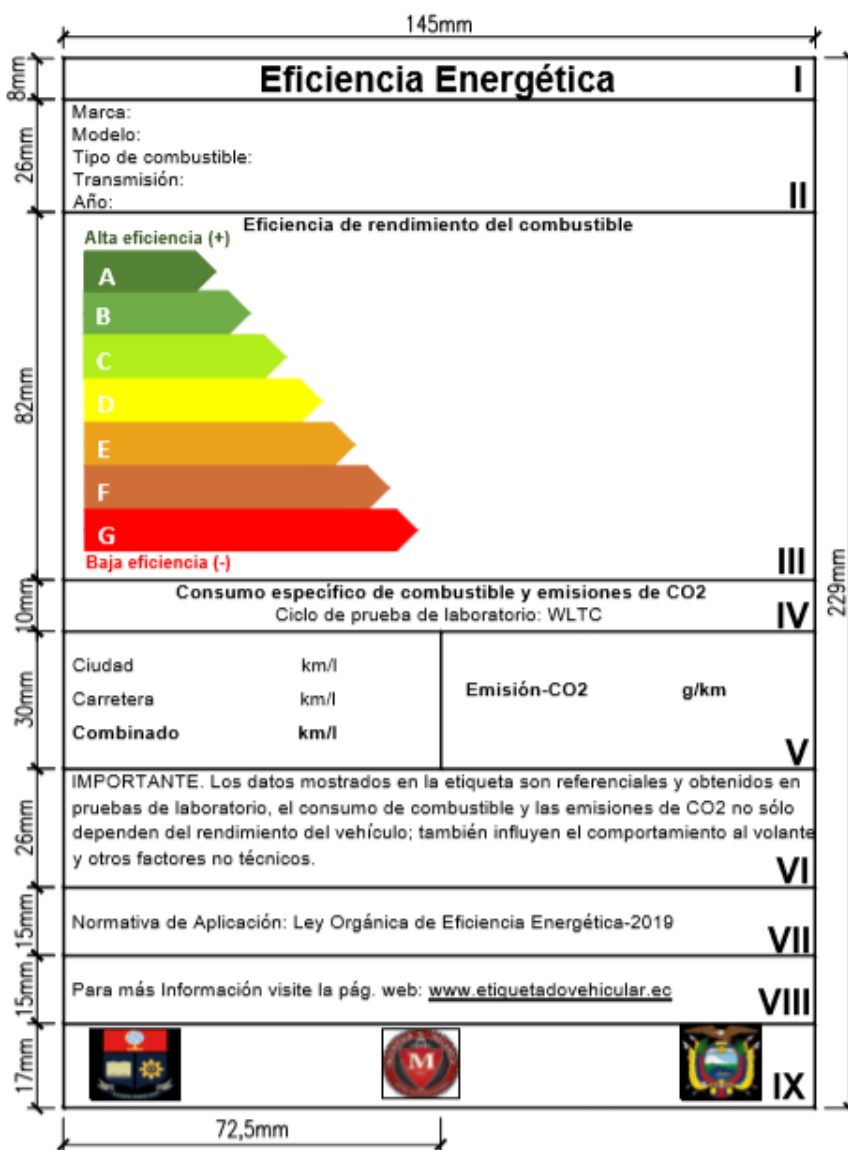 145mm
8mm
Eficiencia Energética
I
26mm
Marca:
Modelo:
Tipo de combustible:
Transmisión:
Año:
II
82mm
Eficiencia de rendimiento del combustible
Alta eficiencia (+)
A
B
C
D
E
F
G
Baja eficiencia (-)
III
229mm
10mm
Consumo específico de combustible y emisiones de CO2
Ciclo de prueba de laboratorio: WLTC
IV
30mm
Ciudad km/l
Carretera km/l
Combinado km/l
Emisión-CO2 g/km
V
26mm
IMPORTANTE. Los datos mostrados en la etiqueta son referenciales y obtenidos en
pruebas de laboratorio, el consumo de combustible y las emisiones de CO2 no sólo
dependen del rendimiento del vehículo; también influyen el comportamiento al volante
y otros factores no técnicos.
VI
15mm
Normativa de Aplicación: Ley Orgánica de Eficiencia Energética-2019
VII
15mm
Para más Información visite la pág. web: www.etiquetadovehicular.ec
VIII
17mm
M
IX
72,5mm